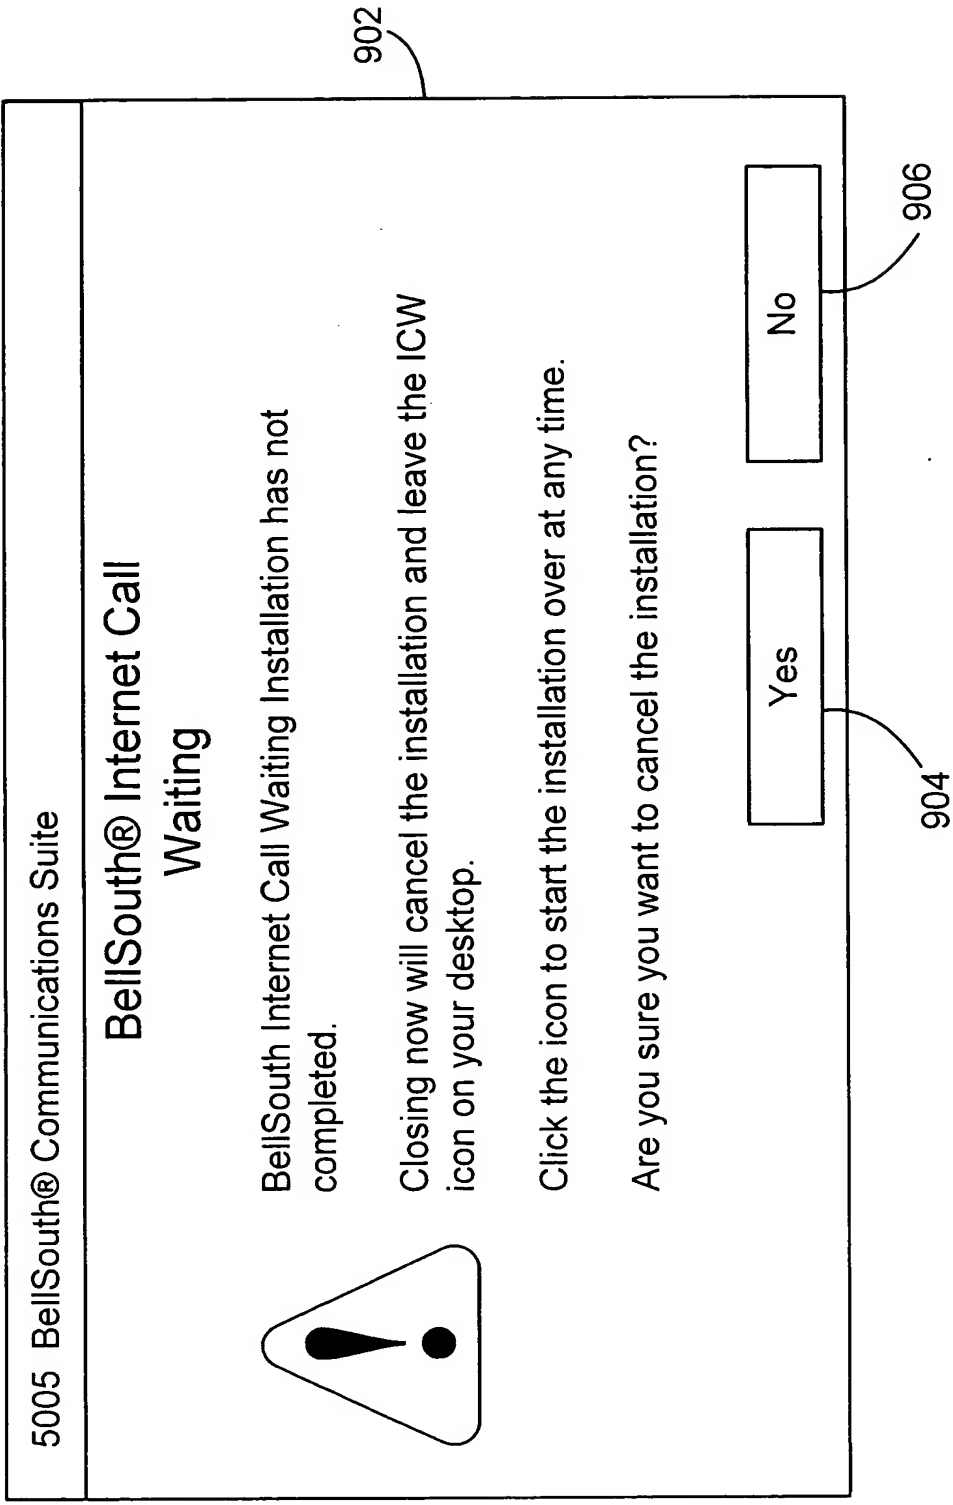 5005 BellSouth® Communications Suite
BellSouth® Internet Call
Waiting
BellSouth Internet Call Waiting Installation has not
completed.
Closing now will cancel the installation and leave the ICW
icon on your desktop.
Click the icon to start the installation over at any time.
Are you sure you want to cancel the installation?
Yes
No
902
904
906